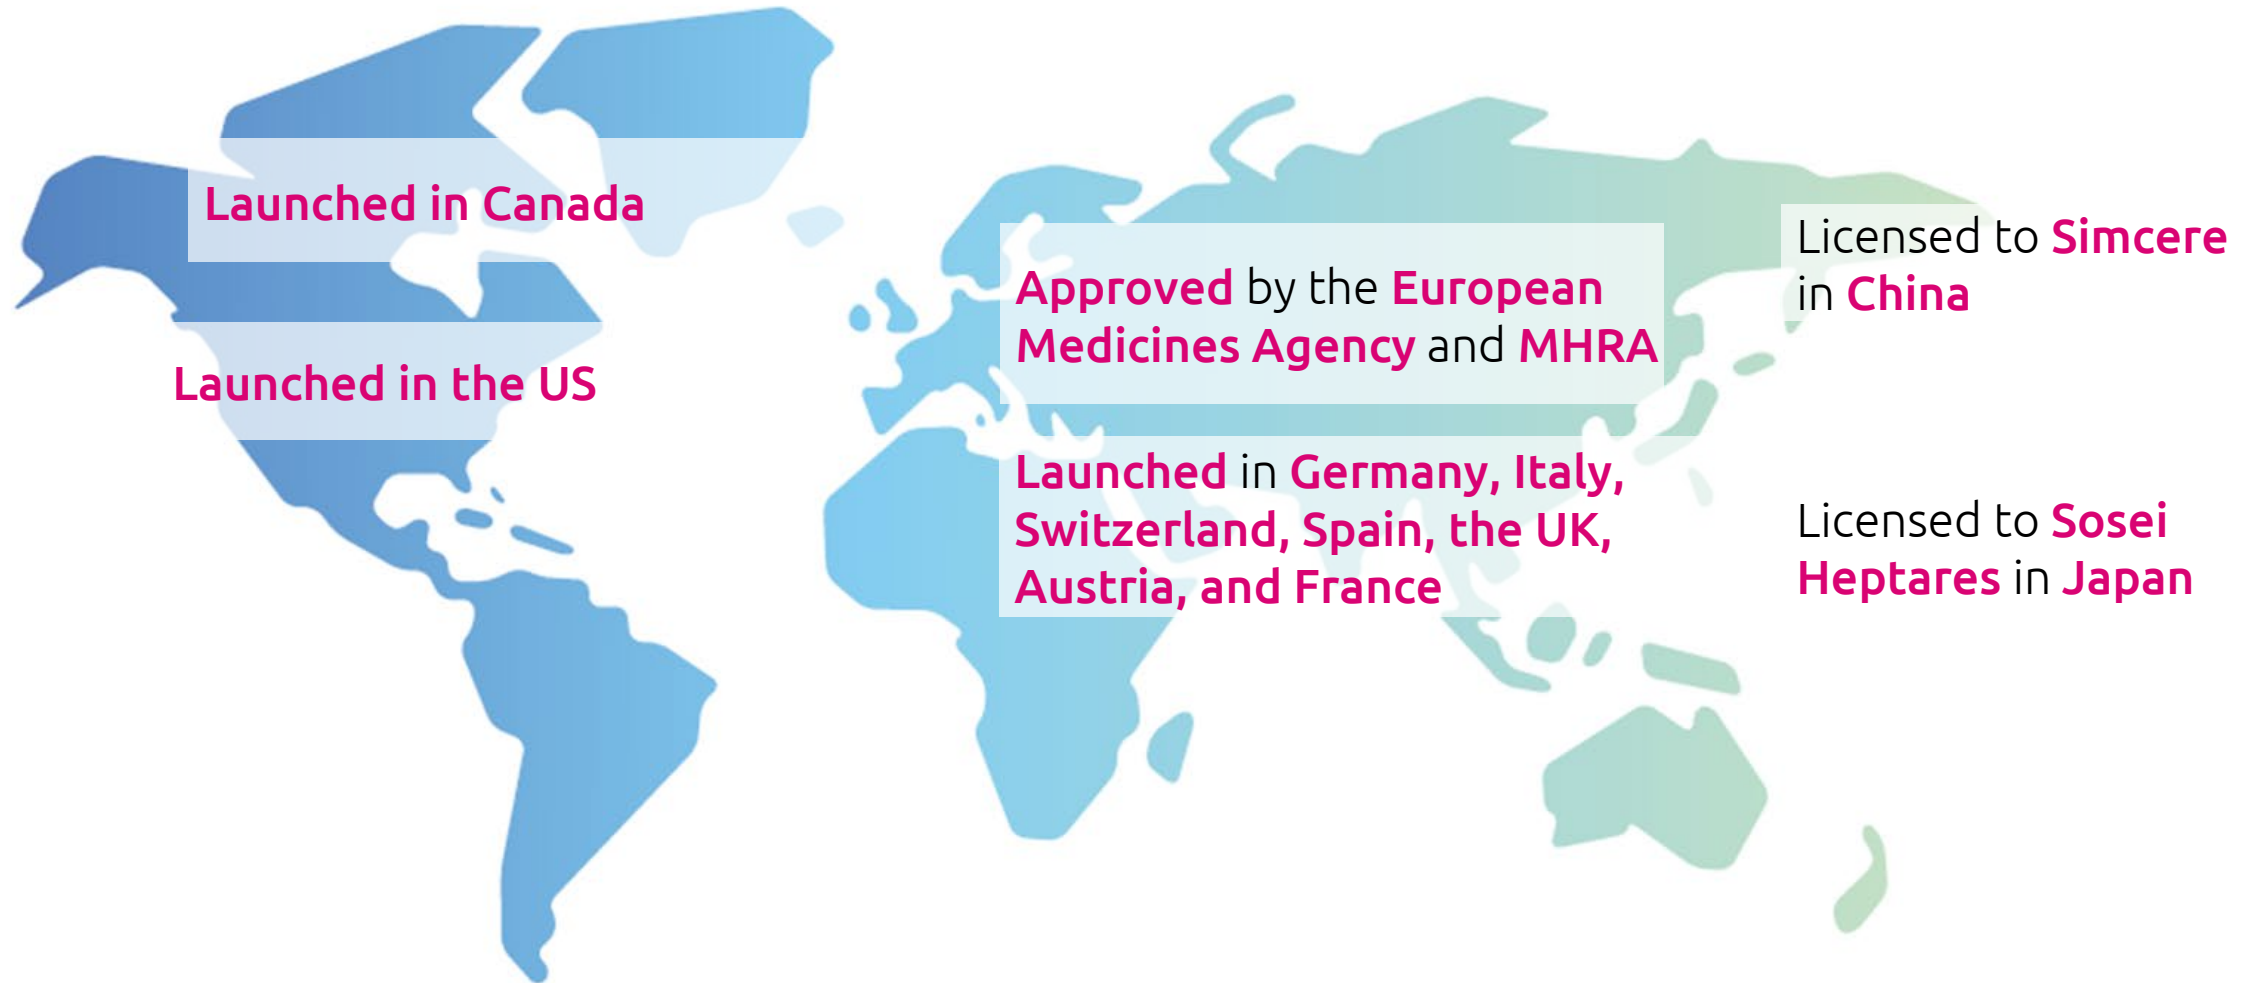 Launched in Canada
Launched in the US
Approved by the European
Medicines Agency and MHRA
Launched in Germany, Italy,
Switzerland, Spain, the UK,
Austria, and France
Licensed to Simcere
in China
Licensed to Sosei
Heptares in Japan